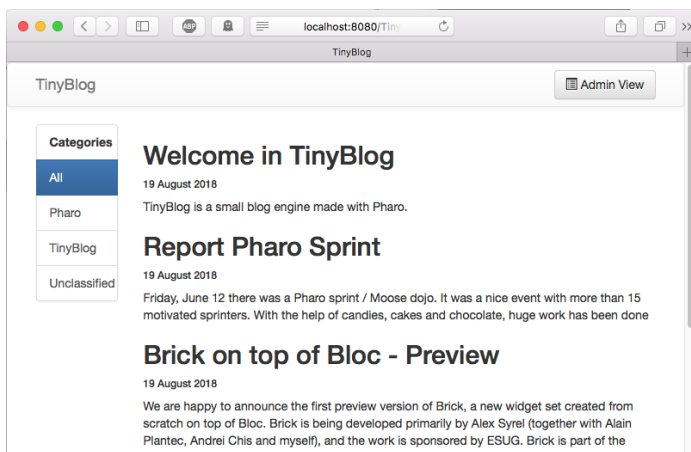 ABP
localhost:8080/Tiny
TinyBlog
TinyBlog
Admin View
Categories
All
Pharo
TinyBlog
Unclassified
Welcome in TinyBlog
19 August 2018
TinyBlog is a small blog engine made with Pharo.
Report Pharo Sprint
19 August 2018
Friday, June 12 there was a Pharo sprint / Moose dojo. It was a nice event with more than 15
motivated sprinters. With the help of candies, cakes and chocolate, huge work has been done
Brick on top of Bloc - Preview
19 August 2018
We are happy to announce the first preview version of Brick, a new widget set created from
scratch on top of Bloc. Brick is being developed primarily by Alex Syrel (together with Alain
Plantec, Andrei Chis and myself), and the work is sponsored by ESUG. Brick is part of the